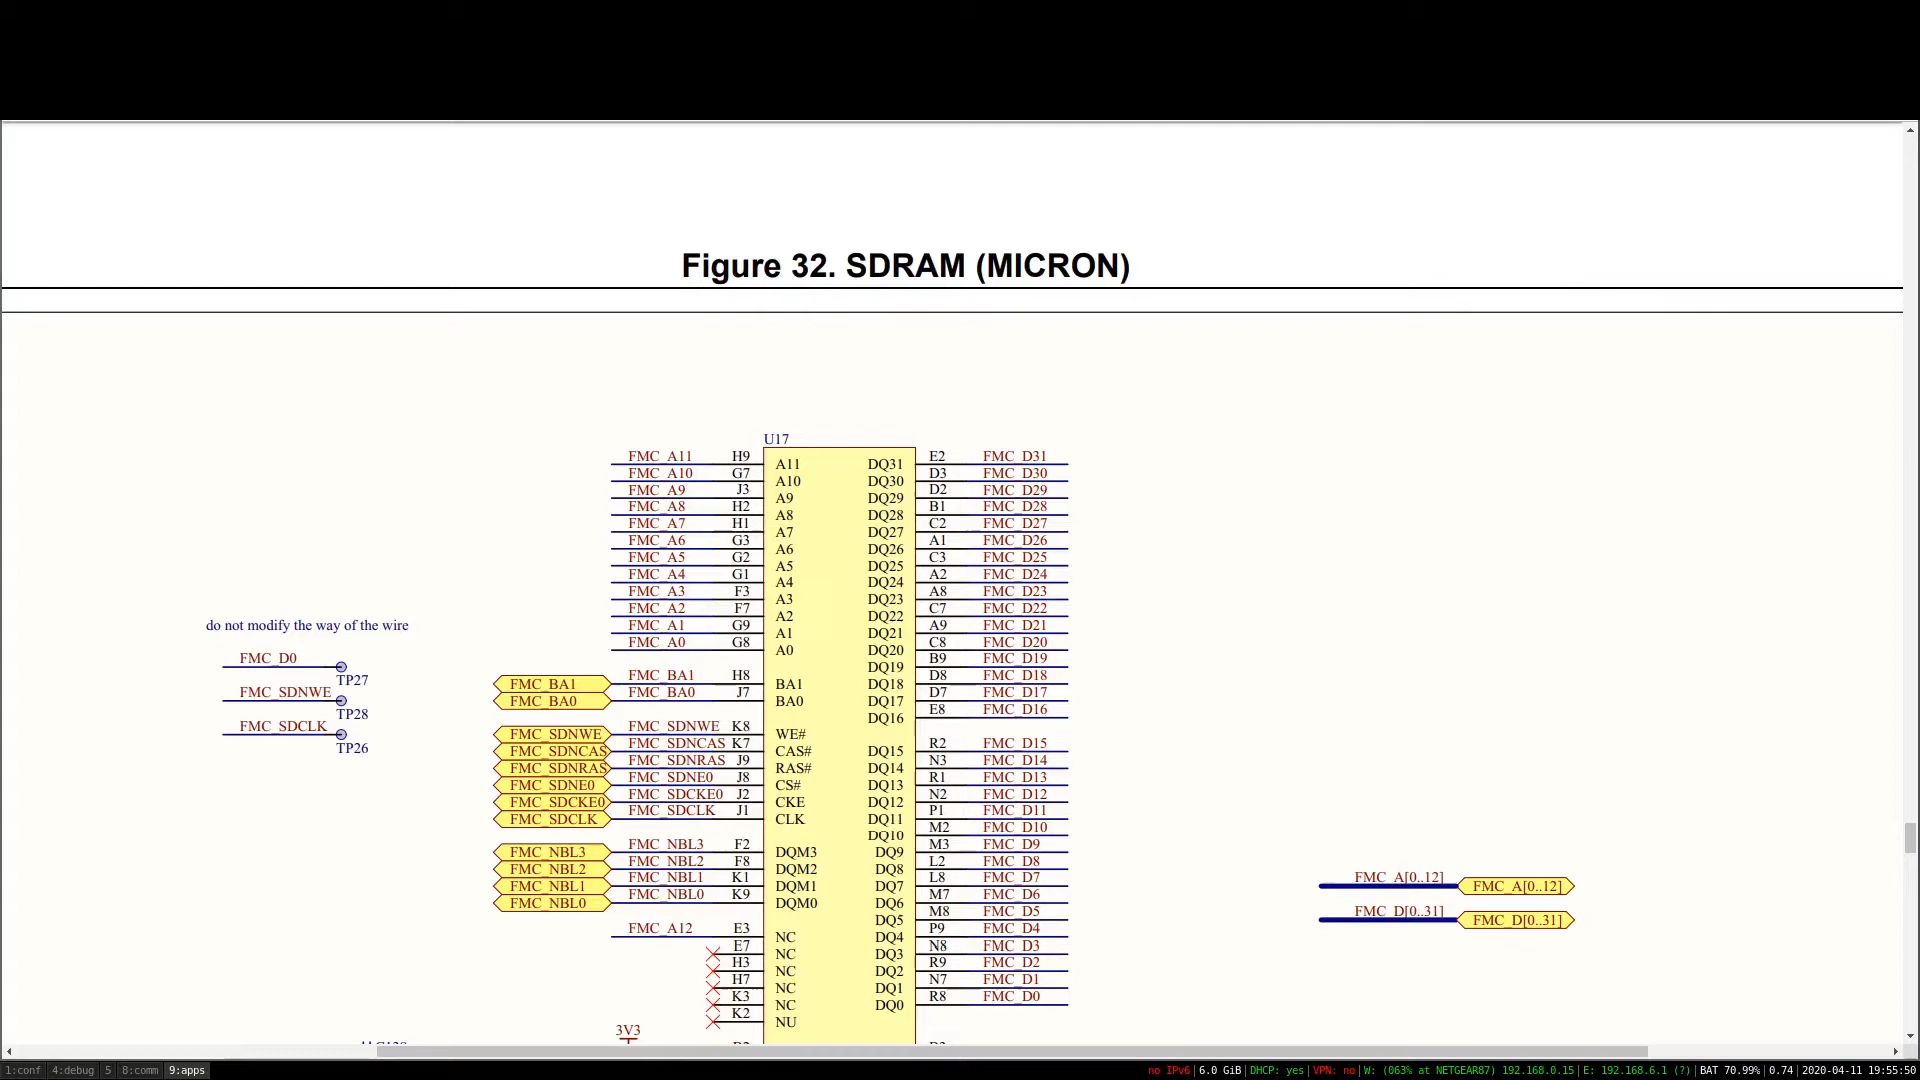 Figure 32. SDRAM (MICRON)
U17
FMC_A11 H9 A11 DQ31 E2 FMC_D31
FMC_A10 G7 A10 DQ30 D3 FMC_D30
FMC_A9 J3 A9 DQ29 D2 FMC_D29
FMC_A8 H2 A8 DQ28 B1 FMC_D28
FMC_A7 H1 A7 DQ27 C2 FMC_D27
FMC_A6 G3 A6 DQ26 A1 FMC_D26
FMC_A5 G2 A5 DQ25 C3 FMC_D25
FMC_A4 G1 A4 DQ24 A2 FMC_D24
FMC_A3 F3 A3 DQ23 A8 FMC_D23
FMC_A2 F7 A2 DQ22 C7 FMC_D22
FMC_A1 G9 A1 DQ21 A9 FMC_D21
FMC_A0 G8 A0 DQ20 C8 FMC_D20
DQ19 B9 FMC_D19
FMC_BA1 FMC_BA1 H8 BA1 DQ18 D8 FMC_D18
FMC_BA0 FMC_BA0 J7 BA0 DQ17 D7 FMC_D17
DQ16 E8 FMC_D16
FMC_SDNWE FMC_SDNWE K8 WE#
FMC_SDNCAS FMC_SDNCAS K7 CAS# DQ15 R2 FMC_D15
FMC_SDNRAS FMC_SDNRAS J9 RAS# DQ14 N3 FMC_D14
FMC_SDNE0 FMC_SDNE0 J8 CS# DQ13 R1 FMC_D13
FMC_SDCKE0 FMC_SDCKE0 J2 CKE DQ12 N2 FMC_D12
FMC_SDCLK FMC_SDCLK J1 CLK DQ11 P1 FMC_D11
DQ10 M2 FMC_D10
FMC_NBL3 FMC_NBL3 F2 DQM3 DQ9 M3 FMC_D9
FMC_NBL2 FMC_NBL2 F8 DQM2 DQ8 L2 FMC_D8
FMC_NBL1 FMC_NBL1 K1 DQM1 DQ7 L8 FMC_D7
FMC_NBL0 FMC_NBL0 K9 DQM0 DQ6 M7 FMC_D6
DQ5 M8 FMC_D5
FMC_A12 E3 NC DQ4 P9 FMC_D4
E7 NC DQ3 N8 FMC_D3
H3 NC DQ2 R9 FMC_D2
H7 NC DQ1 N7 FMC_D1
K3 NC DQ0 R8 FMC_D0
K2 NU
3V3
do not modify the way of the wire
FMC_D0
TP27
FMC_SDNWE
TP28
FMC_SDCLK
TP26
FMC_A[0..12] FMC_A[0..12]
FMC_D[0..31] FMC_D[0..31]
1:conf 4:debug 5 8:comm 9:apps no IPv6|6.0 GiB|DHCP: yes|VPN: no|W: (063% at NETGEAR87) 192.168.0.15|E: 192.168.6.1 (?)|BAT 70.99%|0.74|2020-04-11 19:55:50